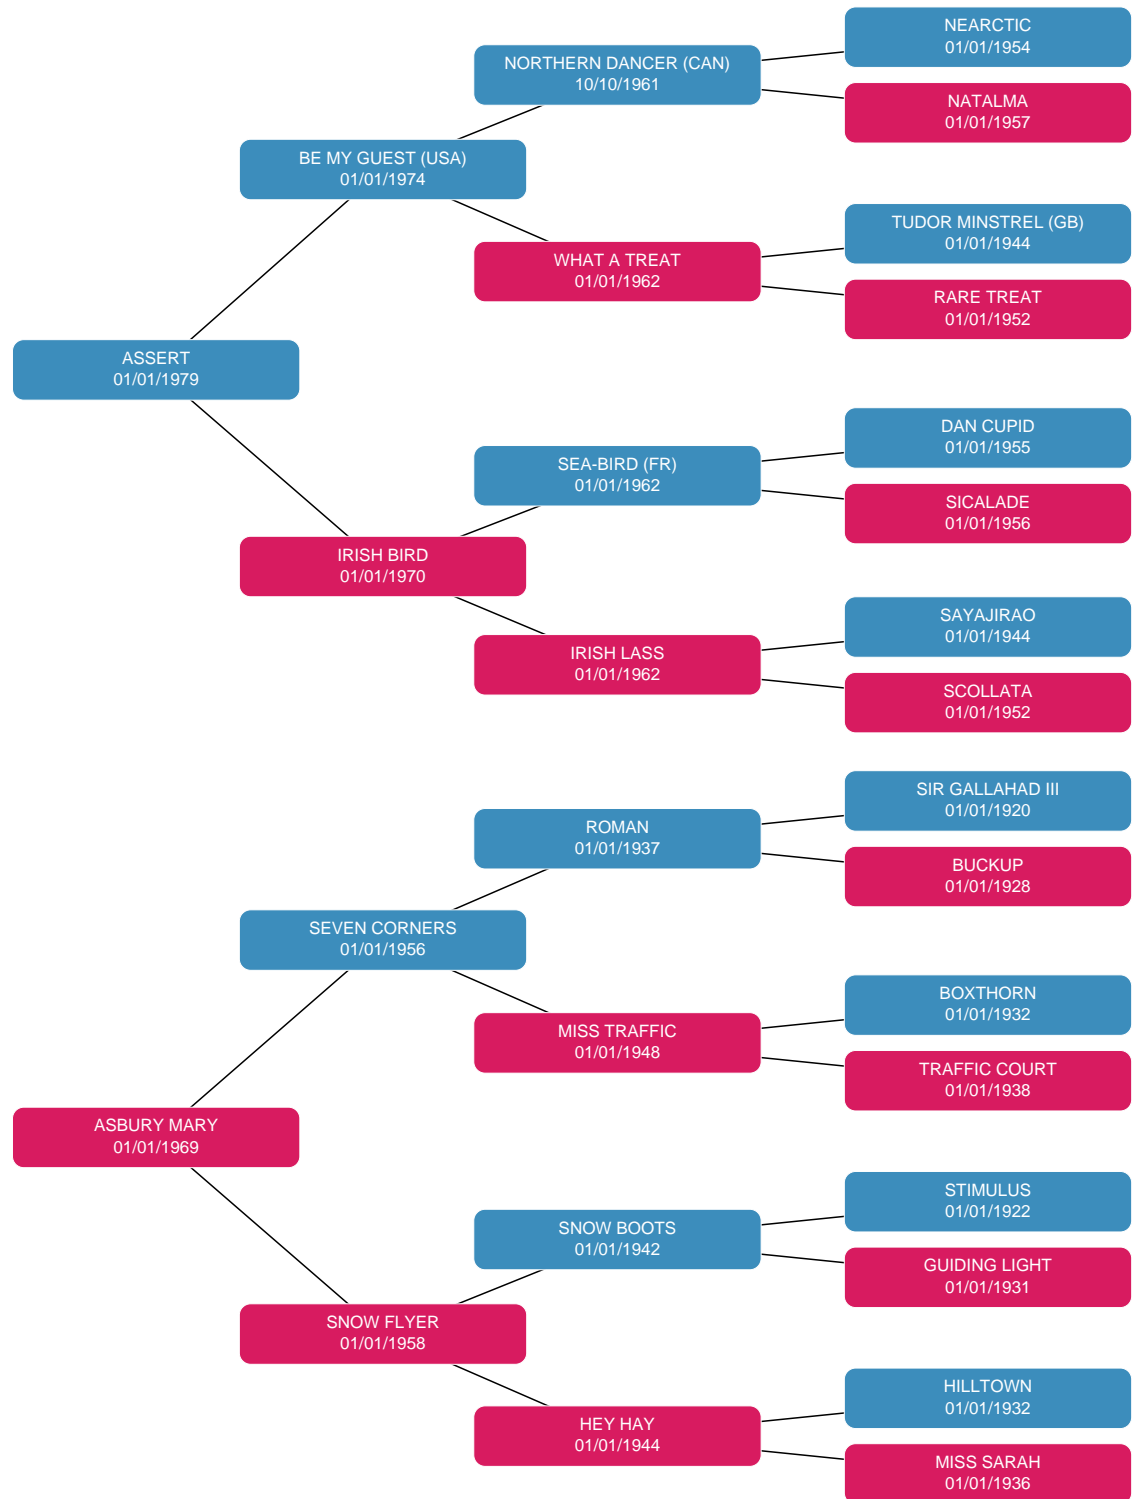 NEARCTIC
01/01/1954
NORTHERN DANCER (CAN)
10/10/1961
NATALMA
01/01/1957
BE MY GUEST (USA)
01/01/1974
TUDOR MINSTREL (GB)
01/01/1944
WHAT A TREAT
01/01/1962
RARE TREAT
01/01/1952
ASSERT
01/01/1979
DAN CUPID
01/01/1955
SEA-BIRD (FR)
01/01/1962
SICALADE
01/01/1956
IRISH BIRD
01/01/1970
SAYAJIRAO
01/01/1944
IRISH LASS
01/01/1962
SCOLLATA
01/01/1952
SIR GALLAHAD III
01/01/1920
ROMAN
01/01/1937
BUCKUP
01/01/1928
SEVEN CORNERS
01/01/1956
BOXTHORN
01/01/1932
MISS TRAFFIC
01/01/1948
TRAFFIC COURT
01/01/1938
ASBURY MARY
01/01/1969
STIMULUS
01/01/1922
SNOW BOOTS
01/01/1942
GUIDING LIGHT
01/01/1931
SNOW FLYER
01/01/1958
HILLTOWN
01/01/1932
HEY HAY
01/01/1944
MISS SARAH
01/01/1936